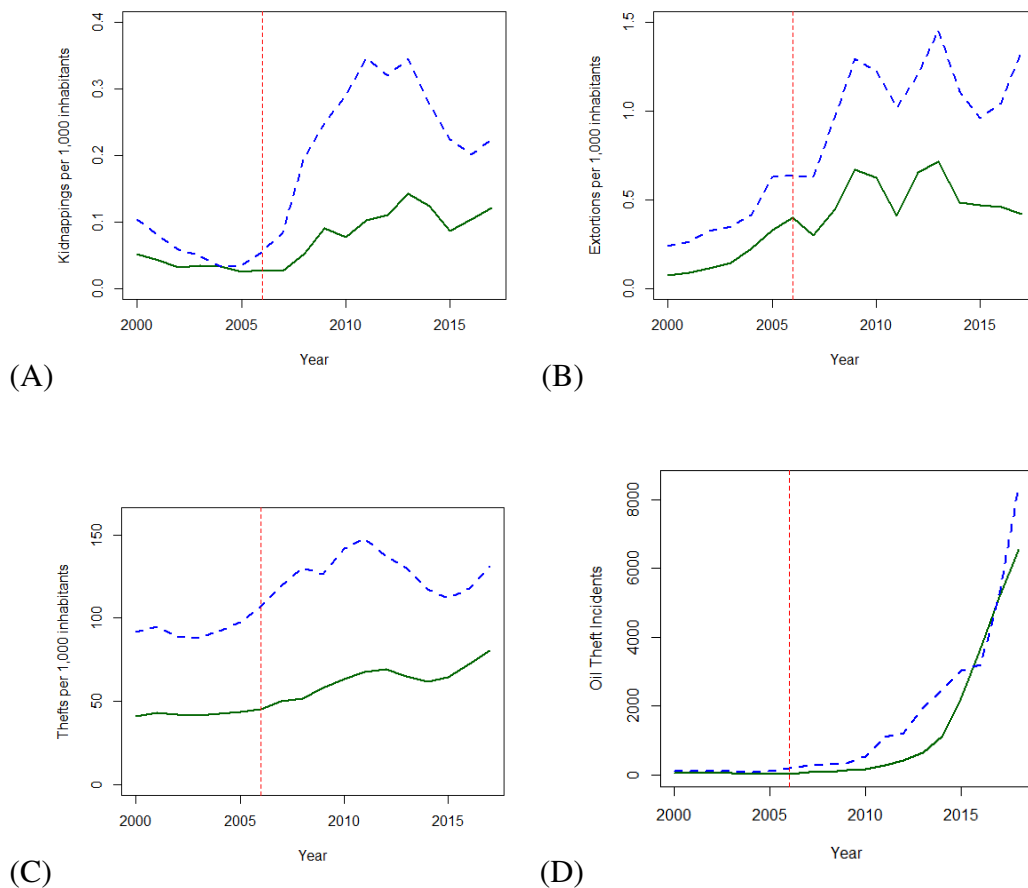 Kidnappings per 1,000 inhabitants
0.4
0.3
0.2
0.1
0.0
2000 2005 2010 2015
Year
(A)
Extortions per 1,000 inhabitants
1.5
1.0
0.5
0.0
2000 2005 2010 2015
Year
(B)
Thefts per 1,000 inhabitants
150
100
50
0
2000 2005 2010 2015
Year
(C)
Oil Theft Incidents
8000
6000
4000
2000
0
2000 2005 2010 2015
Year
(D)